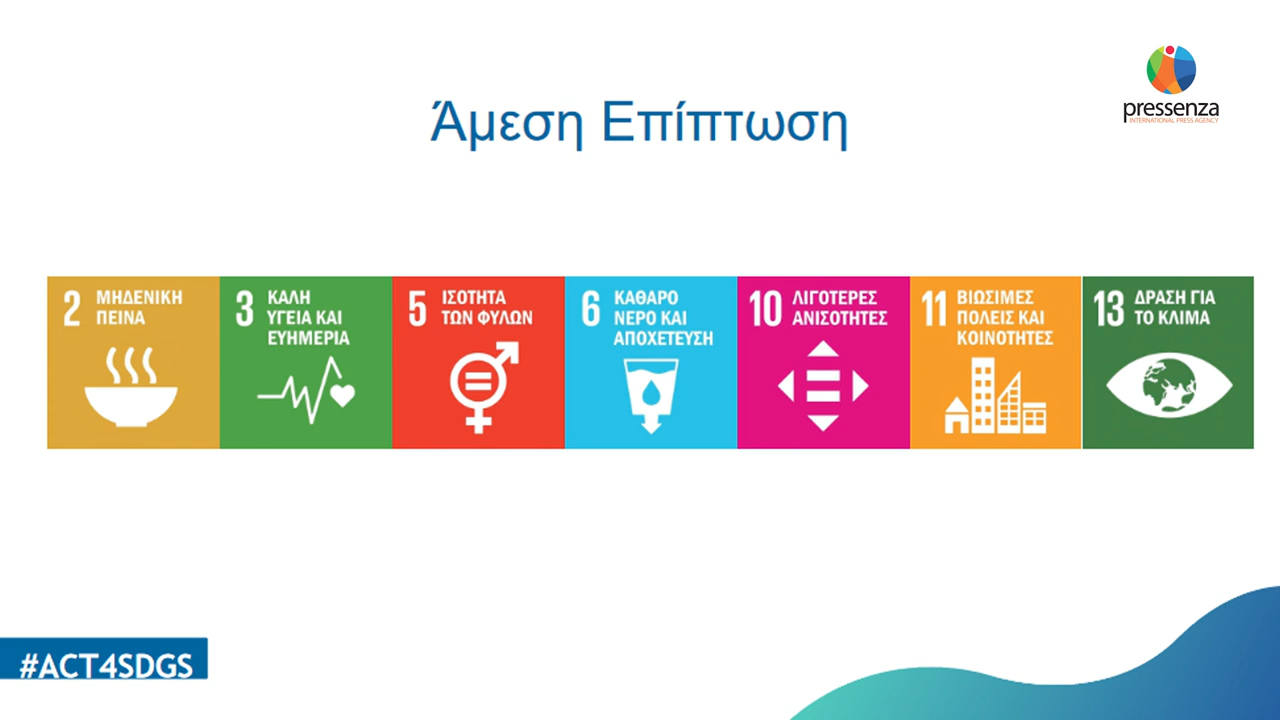 pressenza
INTERNATIONAL PRESS AGENCY
Άμεση Επίπτωση
2 ΜΗΔΕΝΙΚΗ
ΠΕΙΝΑ
3 ΚΑΛΗ
ΥΓΕΙΑ ΚΑΙ
ΕΥΗΜΕΡΙΑ
5 ΙΣΟΤΗΤΑ
ΤΩΝ ΦΥΛΩΝ
6 ΚΑΘΑΡΟ
ΝΕΡΟ ΚΑΙ
ΑΠΟΧΕΤΕΥΣΗ
10 ΛΙΓΟΤΕΡΕΣ
ΑΝΙΣΟΤΗΤΕΣ
11 ΒΙΩΣΙΜΕΣ
ΠΟΛΕΙΣ ΚΑΙ
ΚΟΙΝΟΤΗΤΕΣ
13 ΔΡΑΣΗ ΓΙΑ
ΤΟ ΚΛΙΜΑ
#ACT4SDGS